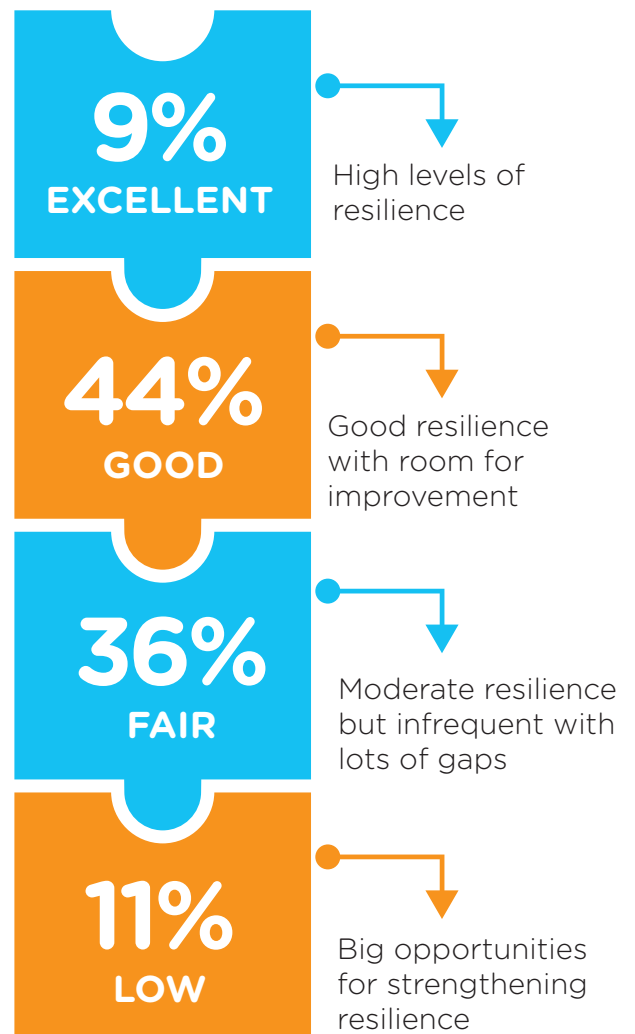 9%
EXCELLENT
High levels of
resilience
44%
GOOD
Good resilience
with room for
improvement
36%
FAIR
Moderate resilience
but infrequent with
lots of gaps
11%
LOW
Big opportunities
for strengthening
resilience